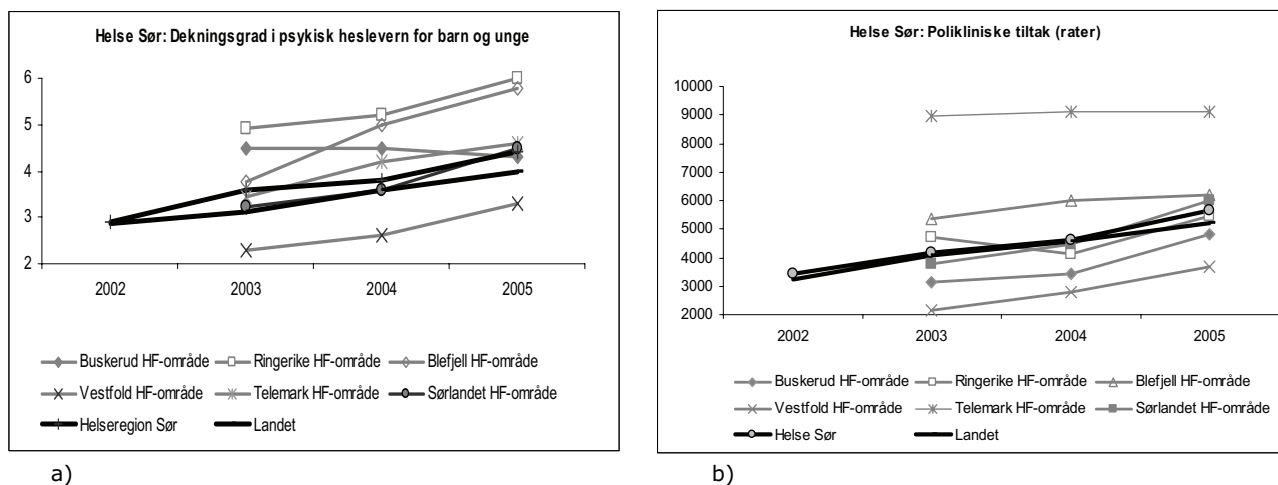 Helse Sør: Dekningsgrad i psykisk heslevern for barn og unge
6
5
4
3
2
2002 2003 2004 2005
Buskerud HF-område Ringerike HF-område Blefjell HF-område
Vestfold HF-område Telemark HF-område Sørlandet HF-område
Helseregion Sør Landet
a)
Helse Sør: Polikliniske tiltak (rater)
10000
9000
8000
7000
6000
5000
4000
3000
2000
2002 2003 2004 2005
Buskerud HF-område Ringerike HF-område Blefjell HF-område
Vestfold HF-område Telemark HF-område Sørlandet HF-område
Helse Sør Landet
b)